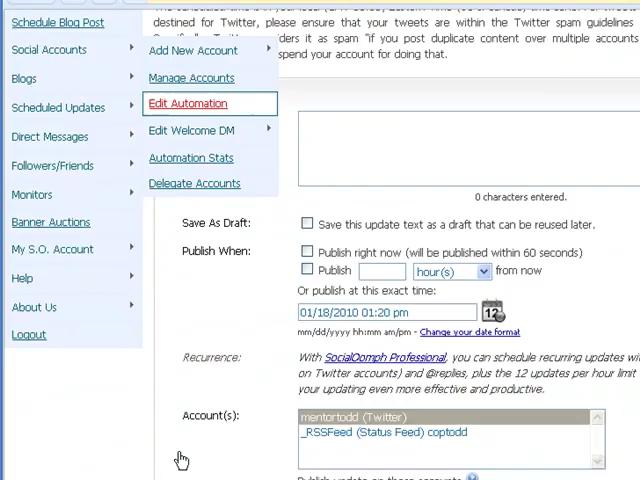 Schedule Blog Post
Social Accounts
Blogs
Scheduled Updates
Direct Messages
Followers/Friends
Monitors
Banner Auctions
My S.O. Account
Help
About Us
Logout
Add New Account
Manage Accounts
Edit Automation
Edit Welcome DM
Automation Stats
Delegate Accounts
destined for Twitter, please ensure that your tweets are within the Twitter spam guidelines
ders it as spam "if you post duplicate content over multiple accounts
spend your account for doing that.
0 characters entered.
Save As Draft:
Save this update text as a draft that can be reused later.
Publish When:
Publish right now (will be published within 60 seconds)
Publish hour(s) from now
Or publish at this exact time:
01/18/2010 01:20 pm
12
mm/dd/yyyy hh:mm am/pm - Change your date format
Recurrence:
With SocialOomph Professional, you can schedule recurring updates wi
on Twitter accounts) and @replies, plus the 12 updates per hour limit
your updating even more effective and productive.
Account(s):
mentortodd (Twitter)
_RSSFeed (Status Feed) coptodd